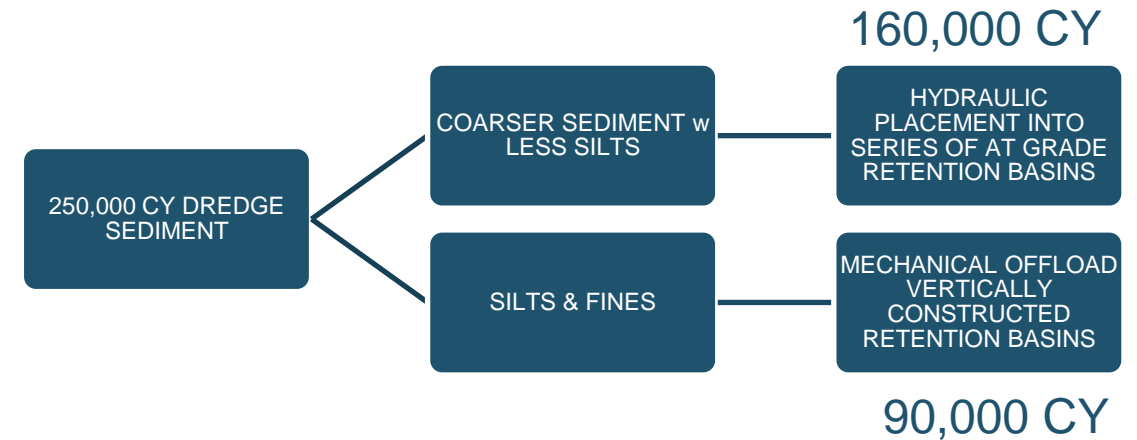 160,000 CY
250,000 CY DREDGE
SEDIMENT
COARSER SEDIMENT w
LESS SILTS
HYDRAULIC
PLACEMENT INTO
SERIES OF AT GRADE
RETENTION BASINS
SILTS & FINES
MECHANICAL OFFLOAD
VERTICALLY
CONSTRUCTED
RETENTION BASINS
90,000 CY